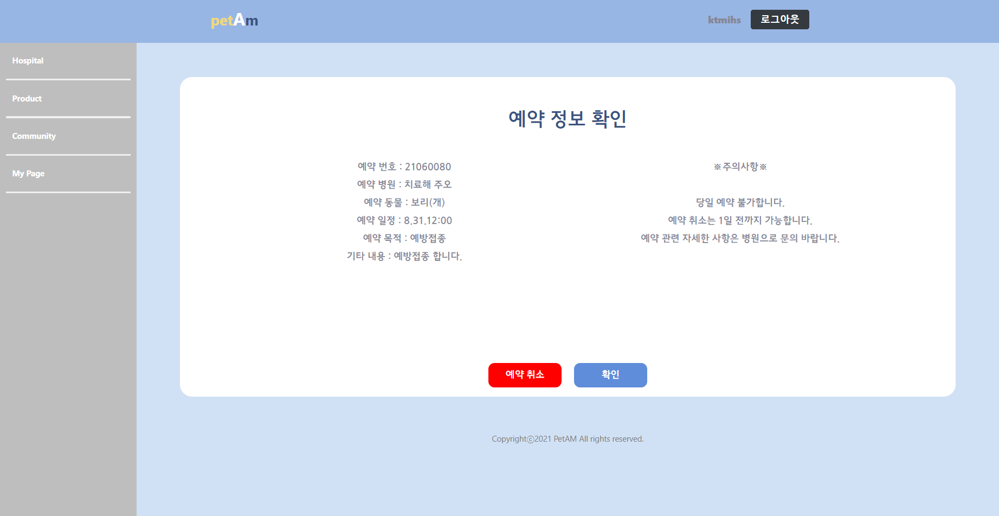 petAm
ktmihs
로그아웃
Hospital
Product
Community
My Page
예약 정보 확인
예약 번호 : 21060080
예약 병원 : 치료해 주오
예약 동물 : 보리(개)
예약 일정 : 8.31.12:00
예약 목적 : 예방접종
기타 내용 : 예방접종 합니다.
※주의사항※
당일 예약 불가합니다.
예약 취소는 1일 전까지 가능합니다.
예약 관련 자세한 사항은 병원으로 문의 바랍니다.
예약 취소
확인
Copyrightⓒ2021 PetAM All rights reserved.